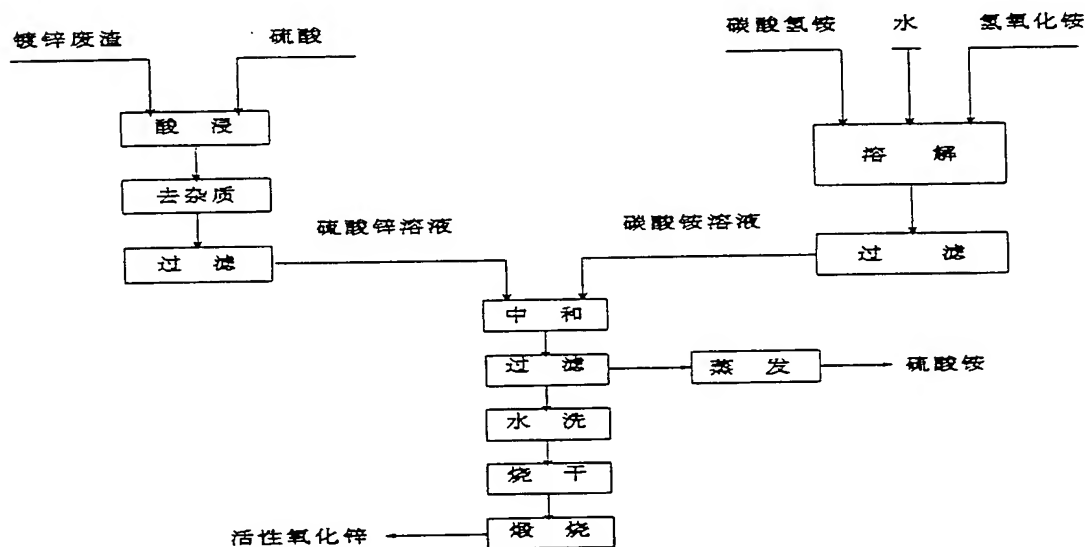 镀锌废渣 硫酸 碳酸氢铵 水 氢氧化铵
酸浸 溶解
去杂质
硫酸锌溶液 碳酸铵溶液
过滤 过滤
中和
过滤 蒸发 硫酸铵
水洗
烧干
活性氧化锌 煅烧